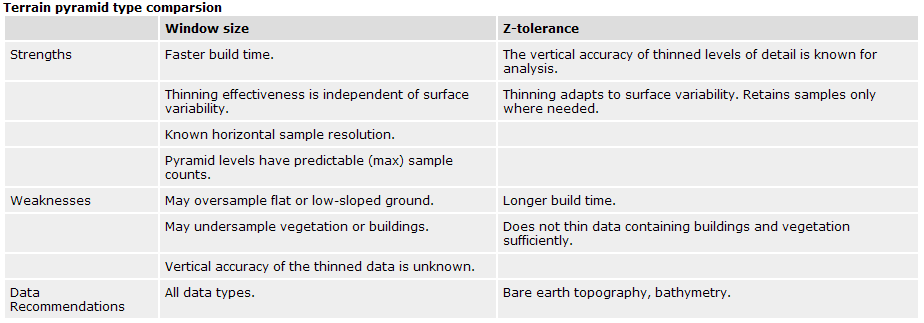 Terrain pyramid type comparsion
Window size Z-tolerance
Strengths Faster build time. The vertical accuracy of thinned levels of detail is known for
analysis.
Thinning effectiveness is independent of surface Thinning adapts to surface variability. Retains samples only
variability. where needed.
Known horizontal sample resolution.
Pyramid levels have predictable (max) sample
counts.
Weaknesses May oversample flat or low-sloped ground. Longer build time.
May undersample vegetation or buildings. Does not thin data containing buildings and vegetation
sufficiently.
Vertical accuracy of the thinned data is unknown.
Data All data types. Bare earth topography, bathymetry.
Recommendations